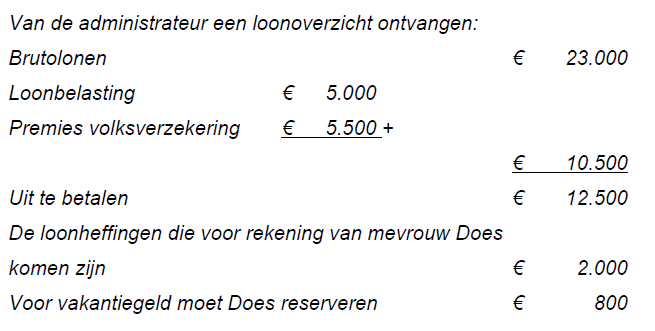 Van de administrateur een loonoverzicht ontvangen:
Brutolonen € 23.000
Loonbelasting € 5.000
Premies volksverzekering € 5.500 +
€ 10.500
Uit te betalen € 12.500
De loonheffingen die voor rekening van mevrouw Does
komen zijn € 2.000
Voor vakantiegeld moet Does reserveren € 800